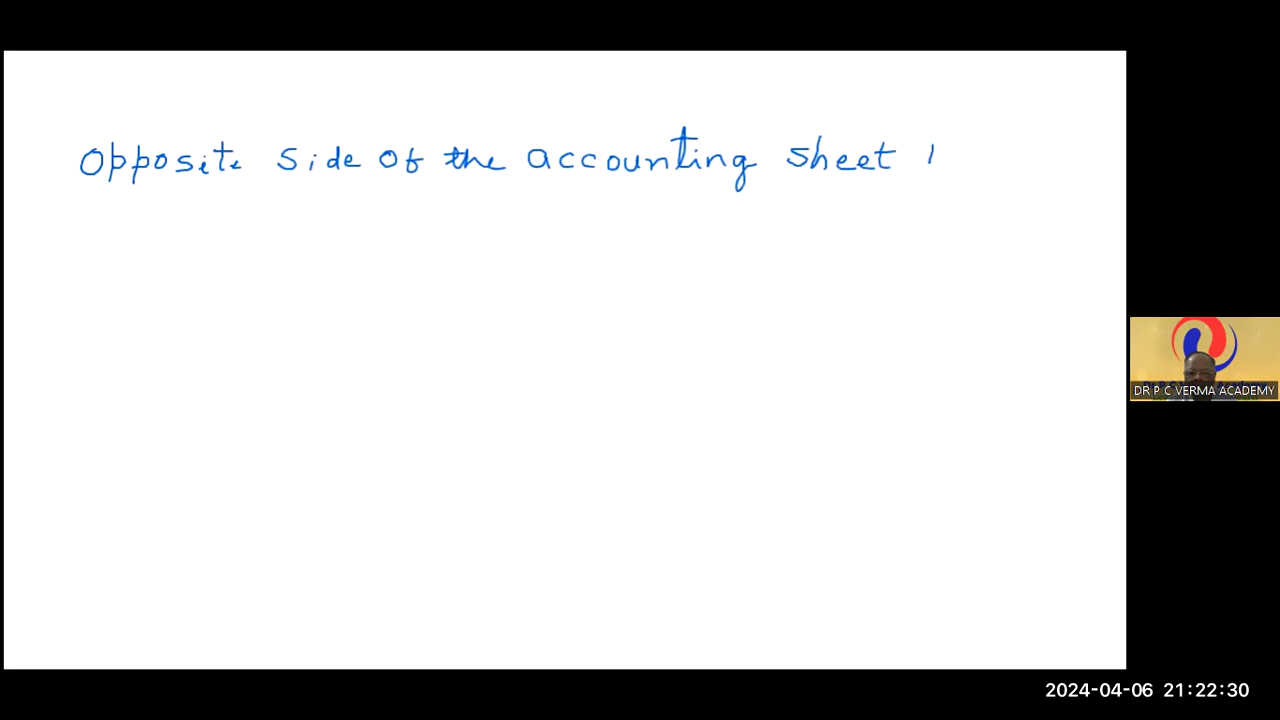 Opposite side of the accounting sheet
DR P C VERMA ACADEMY
2024-04-06 21:22:30